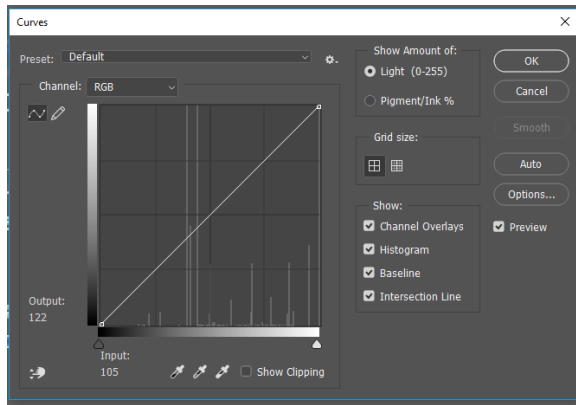 Curves
Preset: Default
Channel: RGB
Output:
122
Input:
105
Show Clipping
Show Amount of:
Light (0-255)
Pigment/Ink %
Grid size:
Show:
Channel Overlays
Histogram
Baseline
Intersection Line
OK
Cancel
Smooth
Auto
Options...
Preview